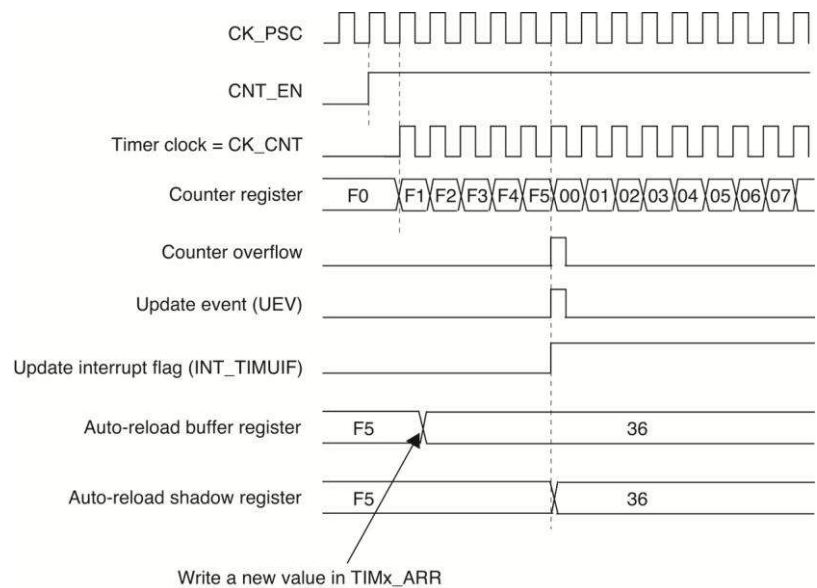 CK_PSC
CNT_EN
Timer clock = CK_CNT
Counter register F0 F1 F2 F3 F4 F5 00 01 02 03 04 05 06 07
Counter overflow
Update event (UEV)
Update interrupt flag (INT_TIMUIF)
Auto-reload buffer register F5 36
Auto-reload shadow register F5 36
Write a new value in TIMx_ARR